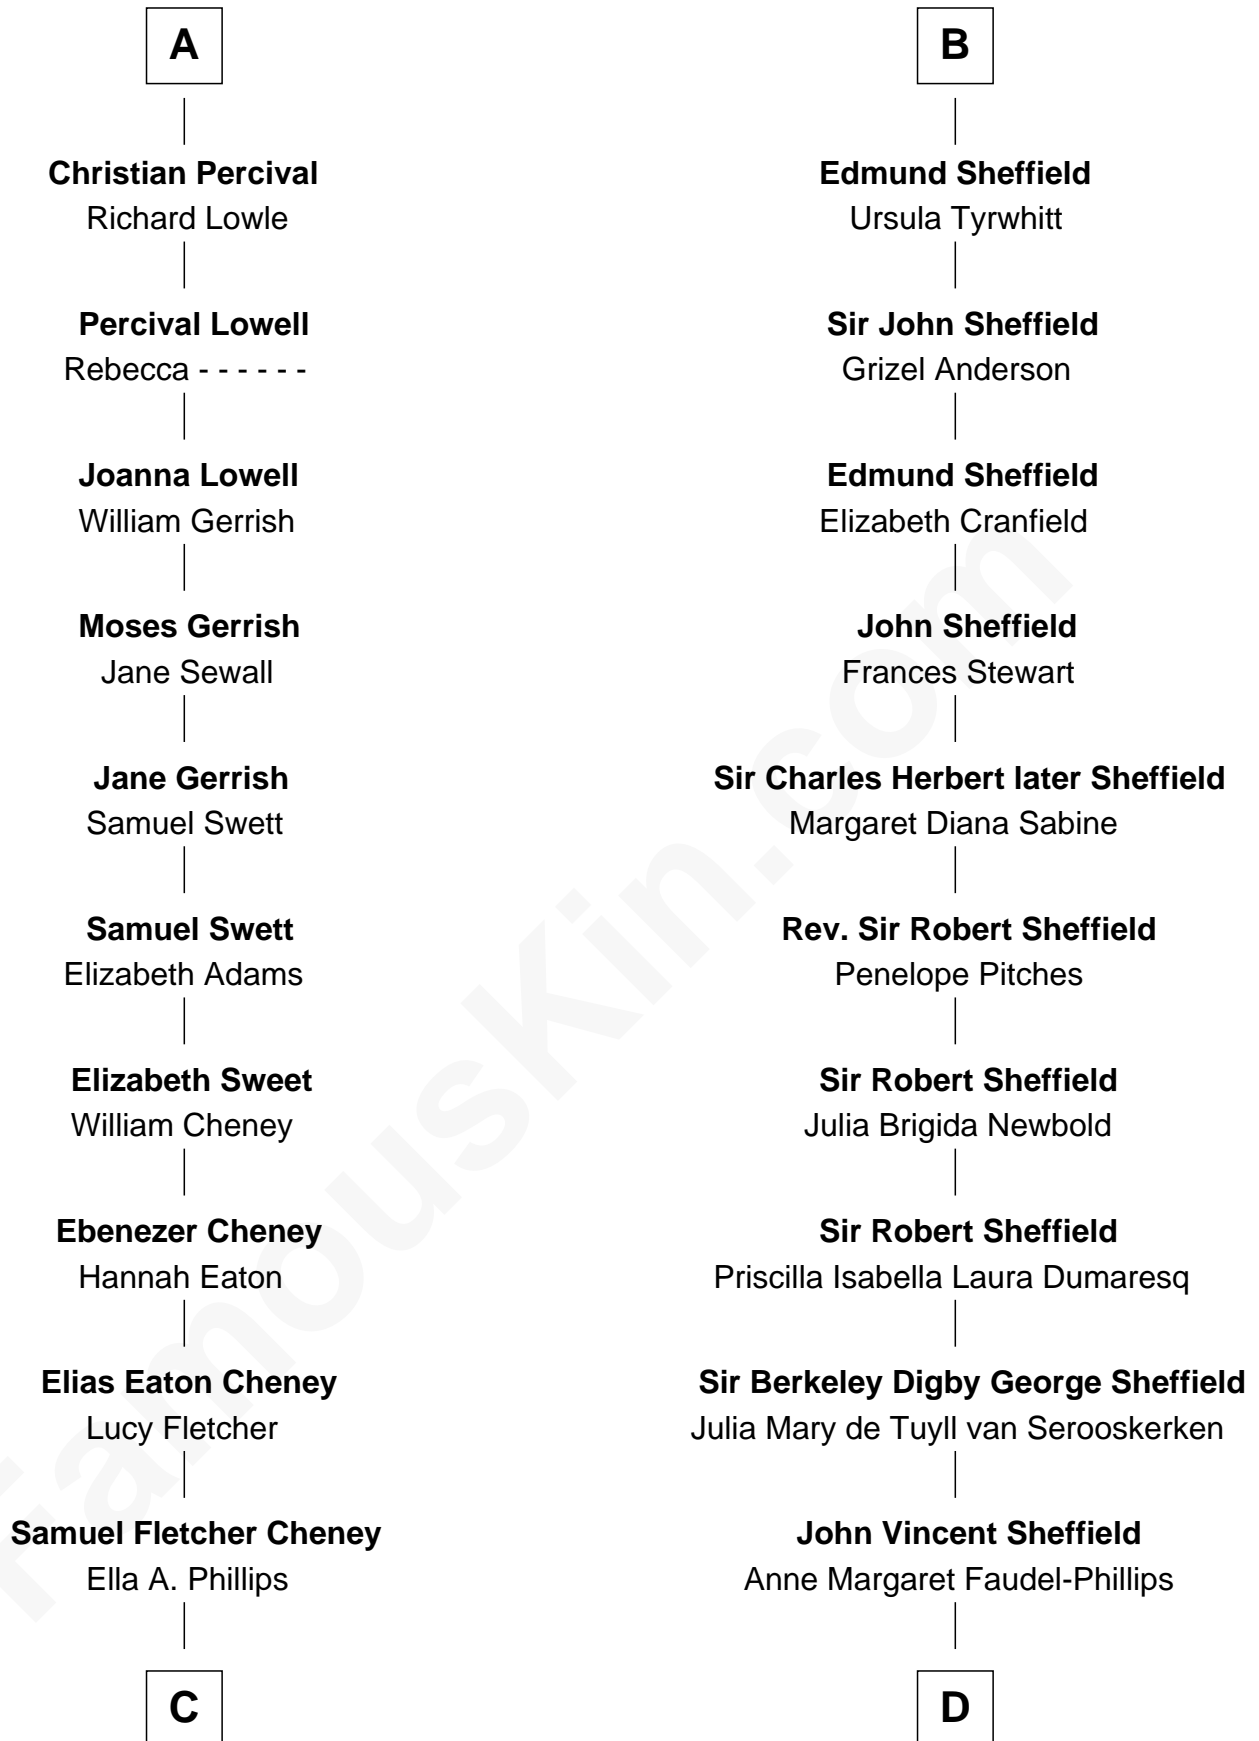 A
Christian Percival
Richard Lowle
Percival Lowell
Rebecca - - - - - -
Joanna Lowell
William Gerrish
Moses Gerrish
Jane Sewall
Jane Gerrish
Samuel Swett
Samuel Swett
Elizabeth Adams
Elizabeth Sweet
William Cheney
Ebenezer Cheney
Hannah Eaton
Elias Eaton Cheney
Lucy Fletcher
Samuel Fletcher Cheney
Ella A. Phillips
C
B
Edmund Sheffield
Ursula Tyrwhitt
Sir John Sheffield
Grizel Anderson
Edmund Sheffield
Elizabeth Cranfield
John Sheffield
Frances Stewart
Sir Charles Herbert later Sheffield
Margaret Diana Sabine
Rev. Sir Robert Sheffield
Penelope Pitches
Sir Robert Sheffield
Julia Brigida Newbold
Sir Robert Sheffield
Priscilla Isabella Laura Dumaresq
Sir Berkeley Digby George Sheffield
Julia Mary de Tuyll van Serooskerken
John Vincent Sheffield
Anne Margaret Faudel-Phillips
D
FamousKin.com